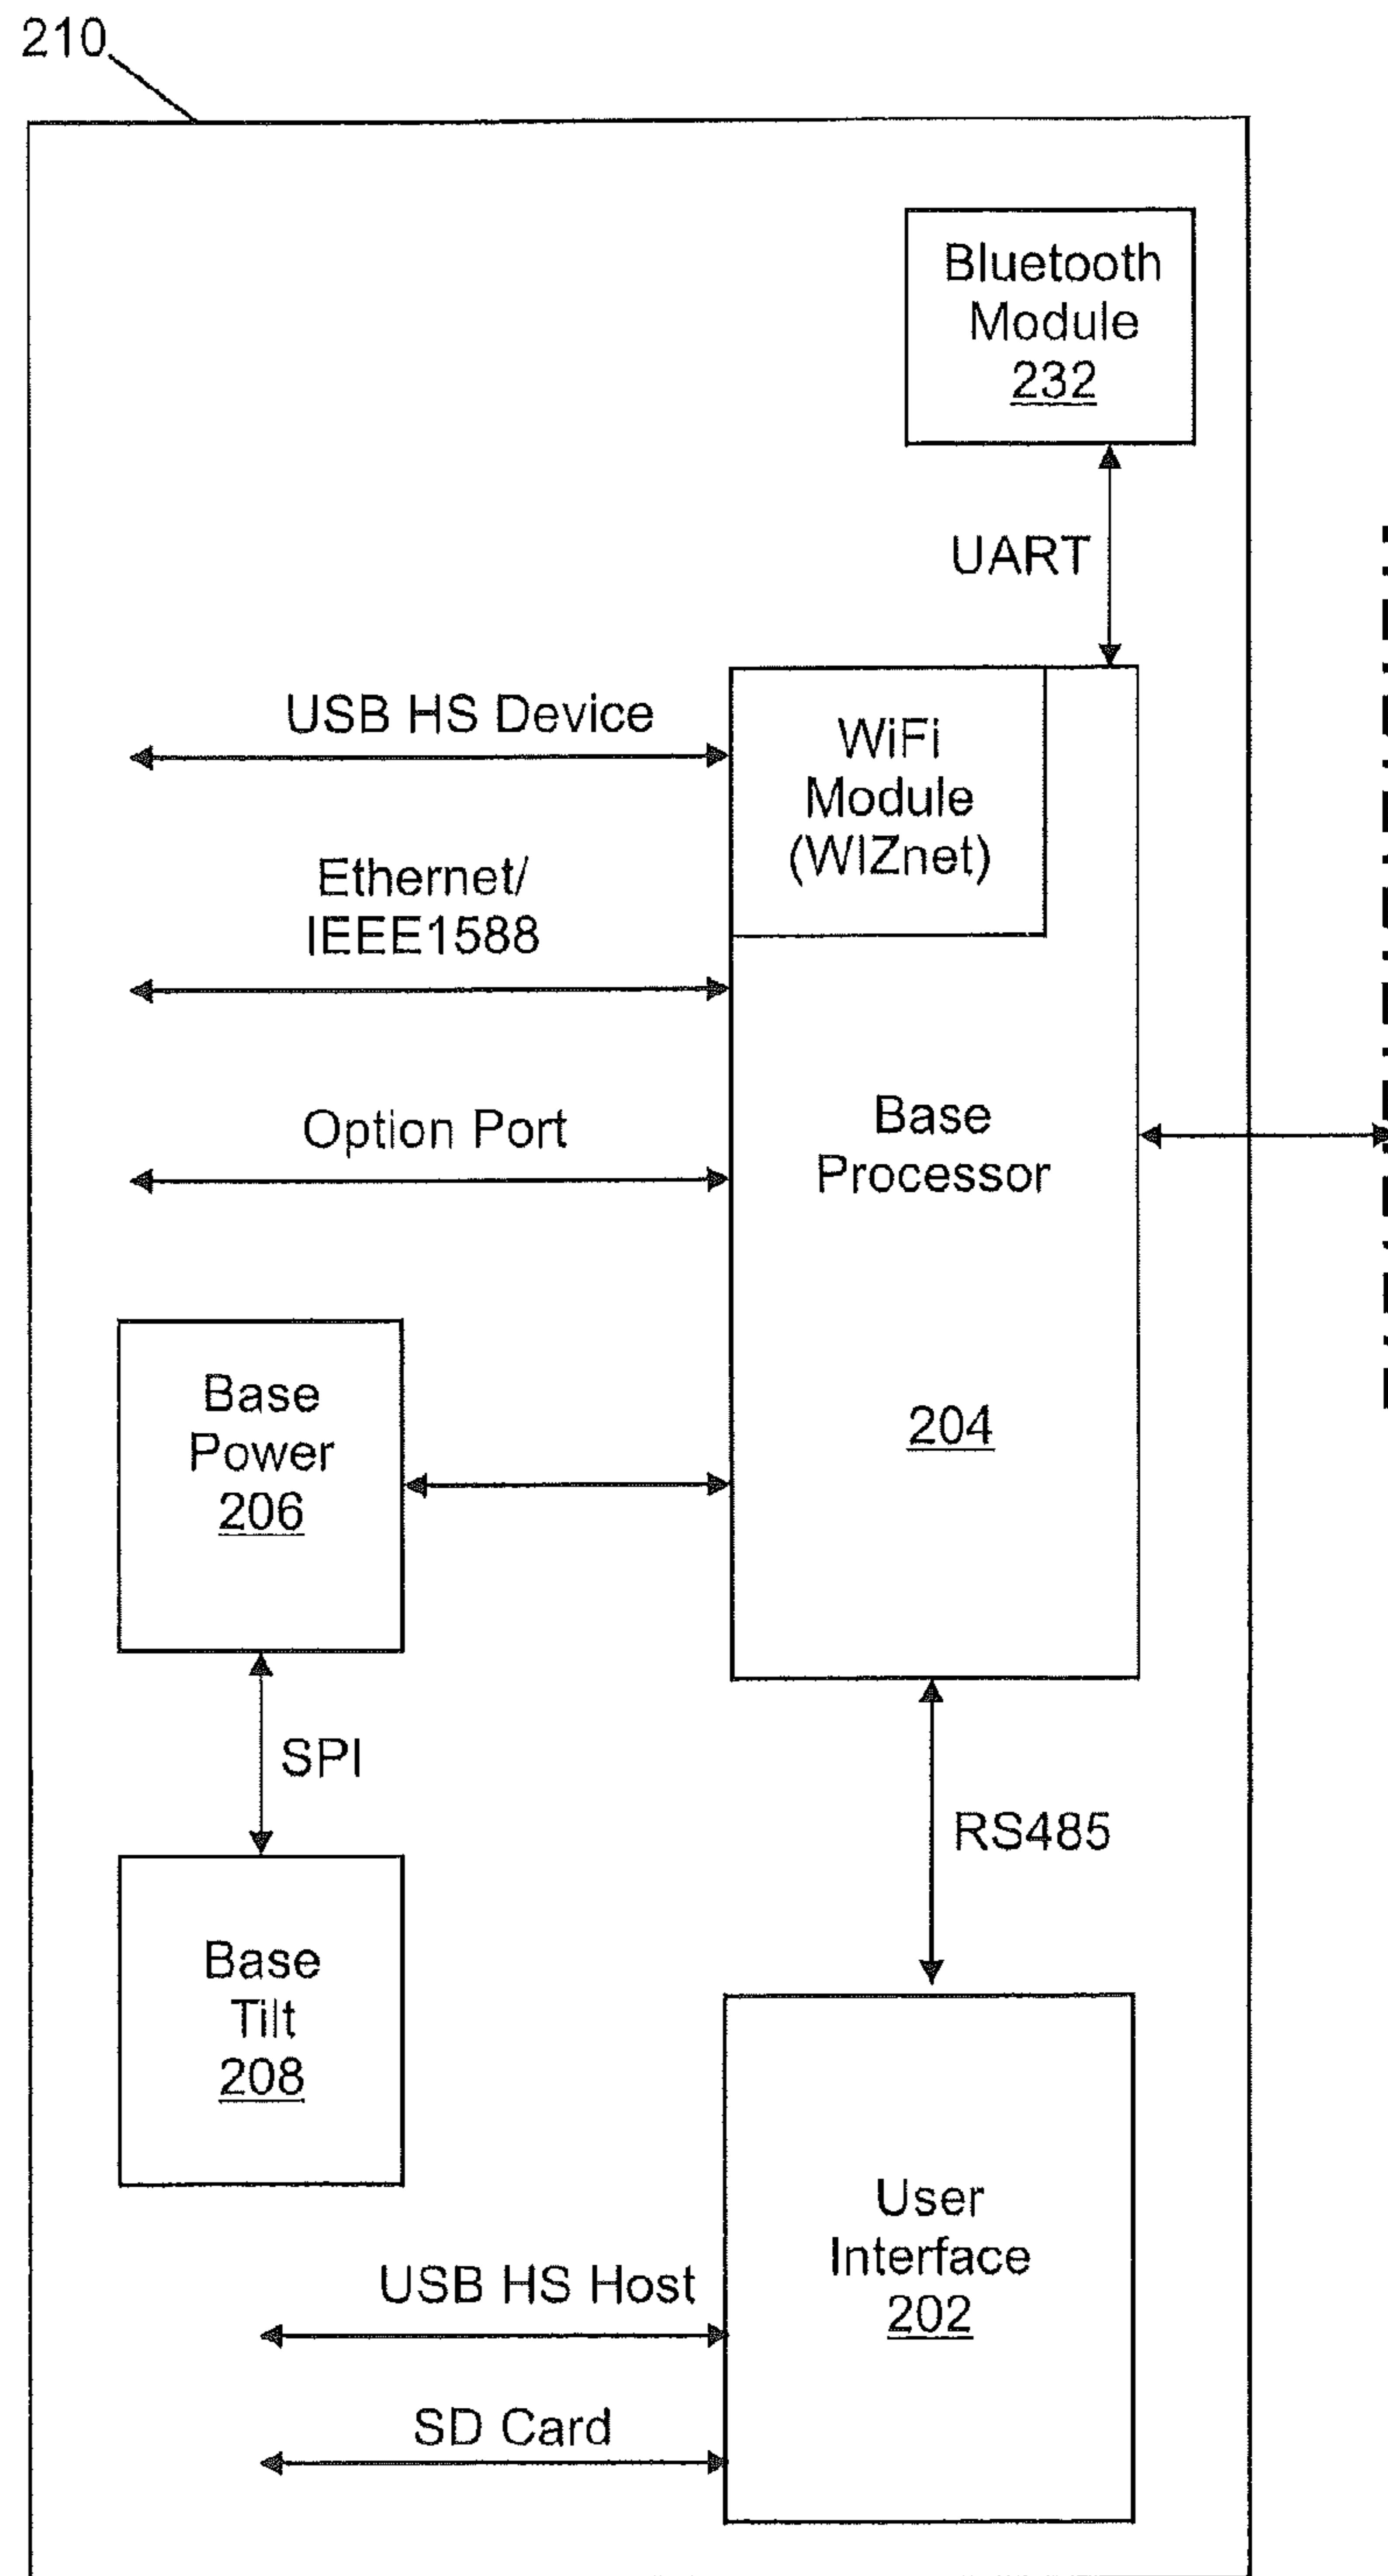 210
Bluetooth
Module
232
UART
USB HS Device
WiFi
Module
(WIZnet)
Ethernet/
IEEE1588
Option Port
Base
Processor
204
Base
Power
206
SPI
RS485
Base
Tilt
208
User
Interface
202
USB HS Host
SD Card